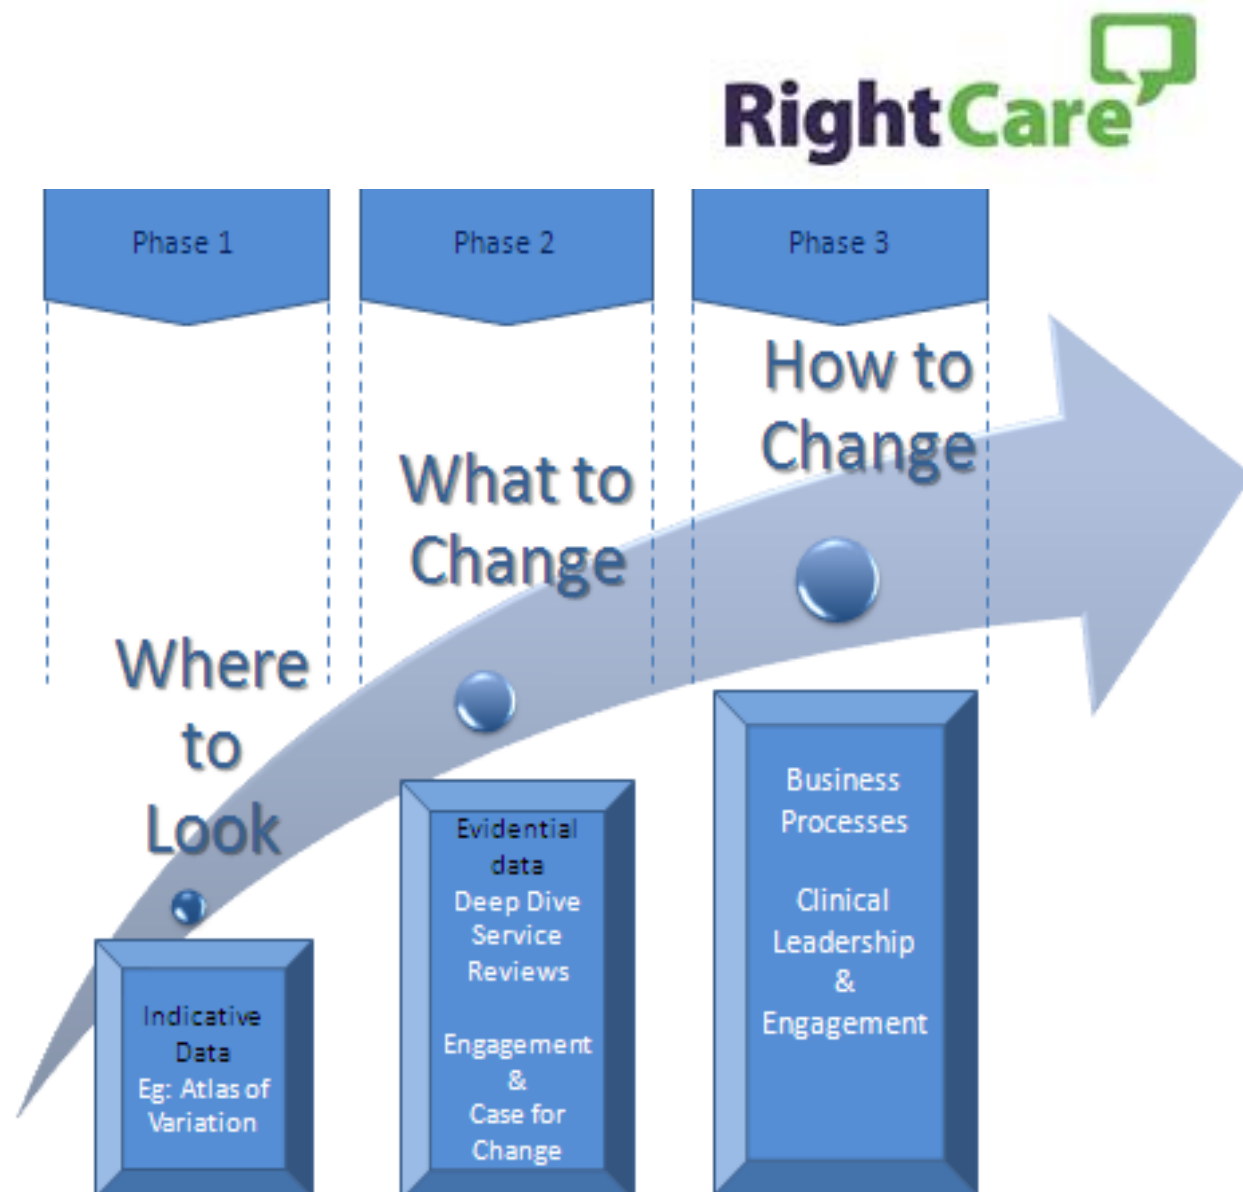 RightCare
Phase 1
Phase 2
Phase 3
Where
to
Look
What to
Change
How to
Change
Indicative
Data
Eg: Atlas of
Variation
Evidential
data
Deep Dive
Service
Reviews
Engagement
&
Case for
Change
Business
Processes
Clinical
Leadership
&
Engagement